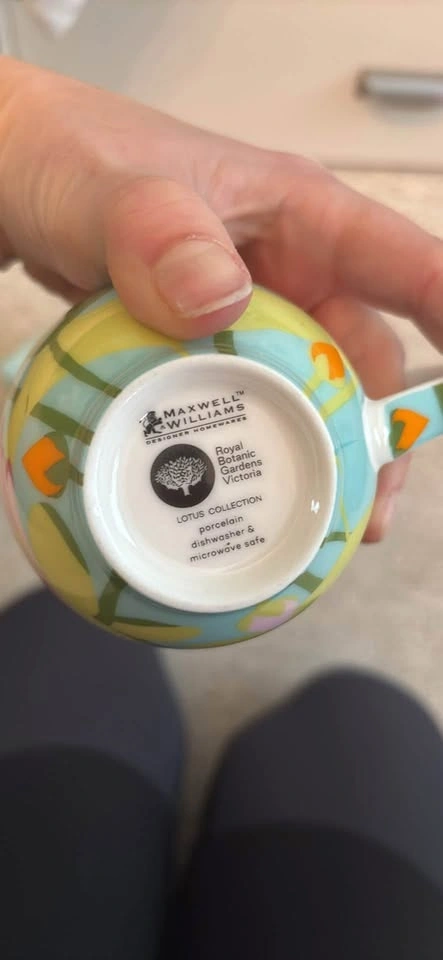 MAXWELL™
WILLIAMS
DESIGNER HOMEWARES
Royal
Botanic
Gardens
Victoria
LOTUS COLLECTION
porcelain
dishwasher &
microwave safe